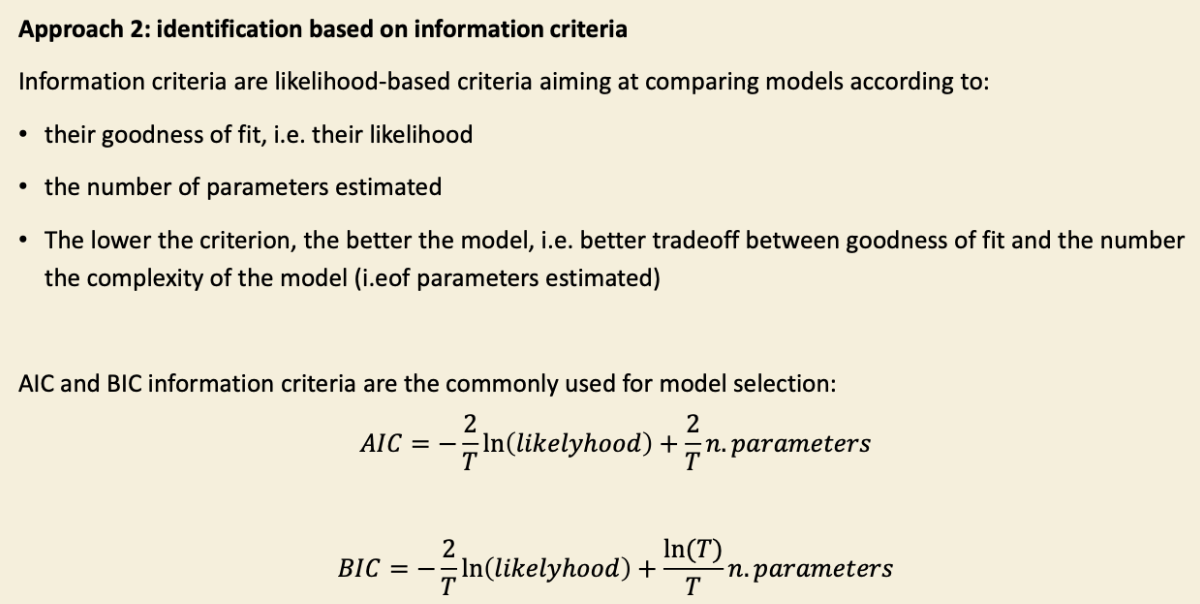 Approach 2: identification based on information criteria
Information criteria are likelihood-based criteria aiming at comparing models according to:
• their goodness of fit, i.e. their likelihood
• the number of parameters estimated
• The lower the criterion, the better the model, i.e. better tradeoff between goodness of fit and the number
the complexity of the model (i.eof parameters estimated)
AIC and BIC information criteria are the commonly used for model selection:
AIC = −2/T ln(likelyhood) + 2/T n. parameters
BIC = −2/T ln(likelyhood) + ln(T)/T n. parameters